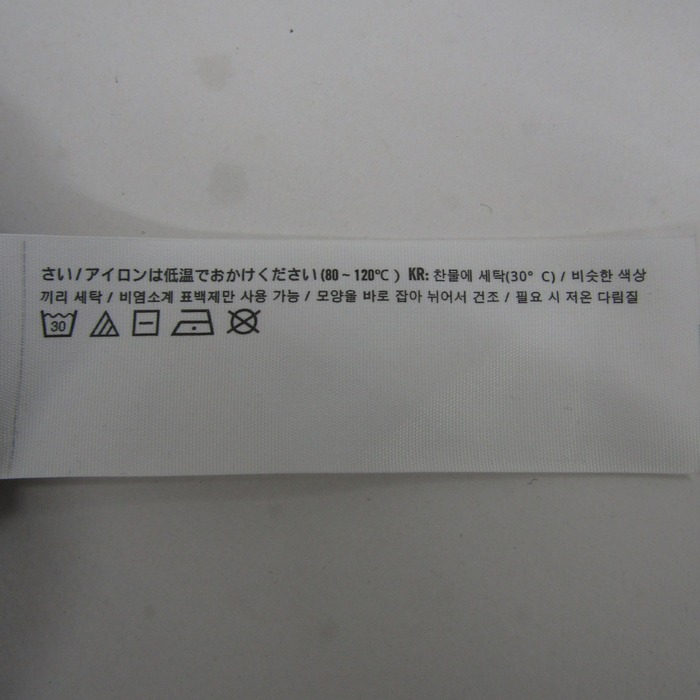 さい/アイロンは低温でおかけください(80～120℃) KR: 찬물에 세탁(30° C) / 비슷한 색상
끼리 세탁 / 비염소계 표백제만 사용 가능 / 모양을 바로 잡아 뉘어서 건조 / 필요 시 저온 다림질
30